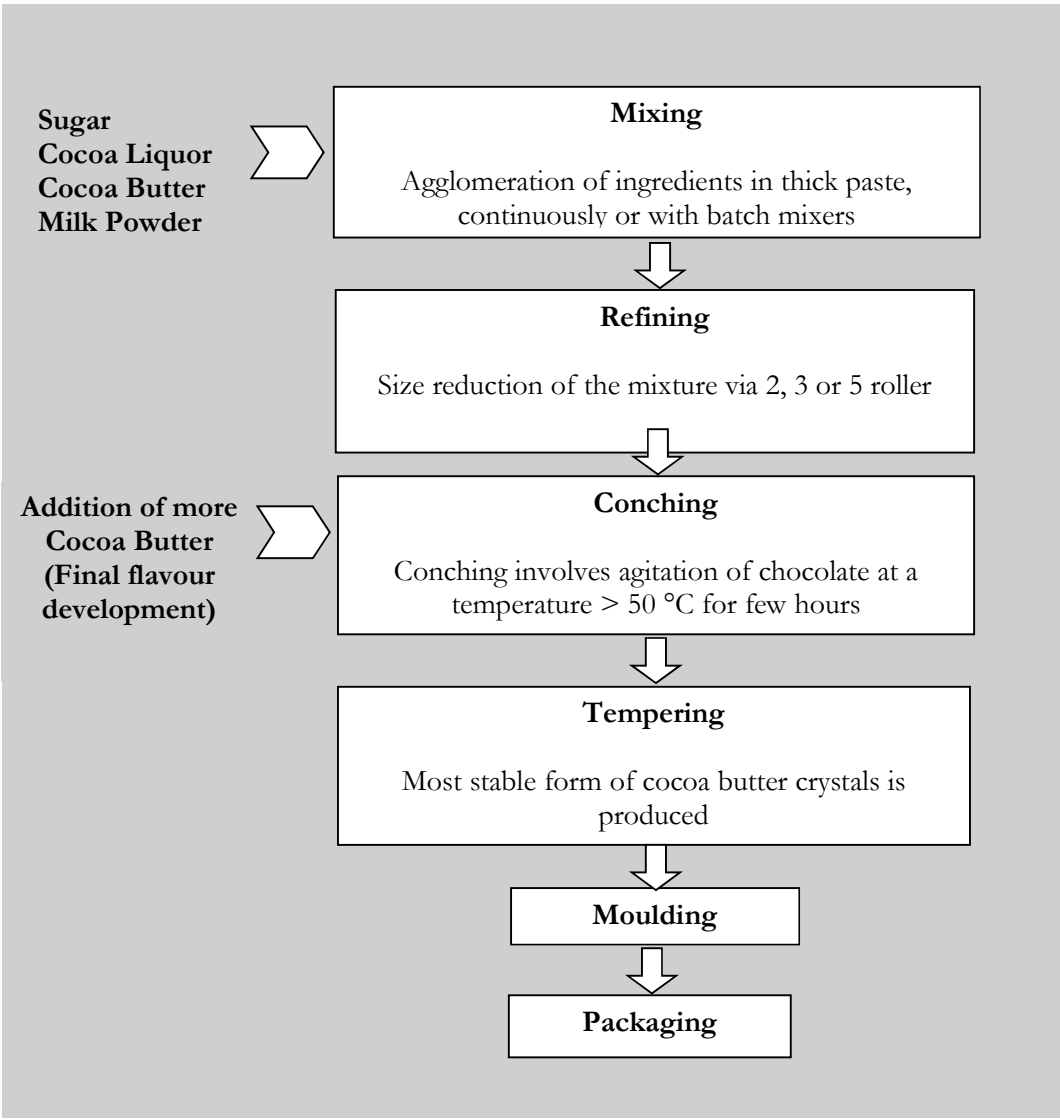 Sugar
Cocoa Liquor
Cocoa Butter
Milk Powder
Mixing
Agglomeration of ingredients in thick paste,
continuously or with batch mixers
Refining
Size reduction of the mixture via 2, 3 or 5 roller
Addition of more
Cocoa Butter
(Final flavour
development)
Conching
Conching involves agitation of chocolate at a
temperature > 50 °C for few hours
Tempering
Most stable form of cocoa butter crystals is
produced
Moulding
Packaging